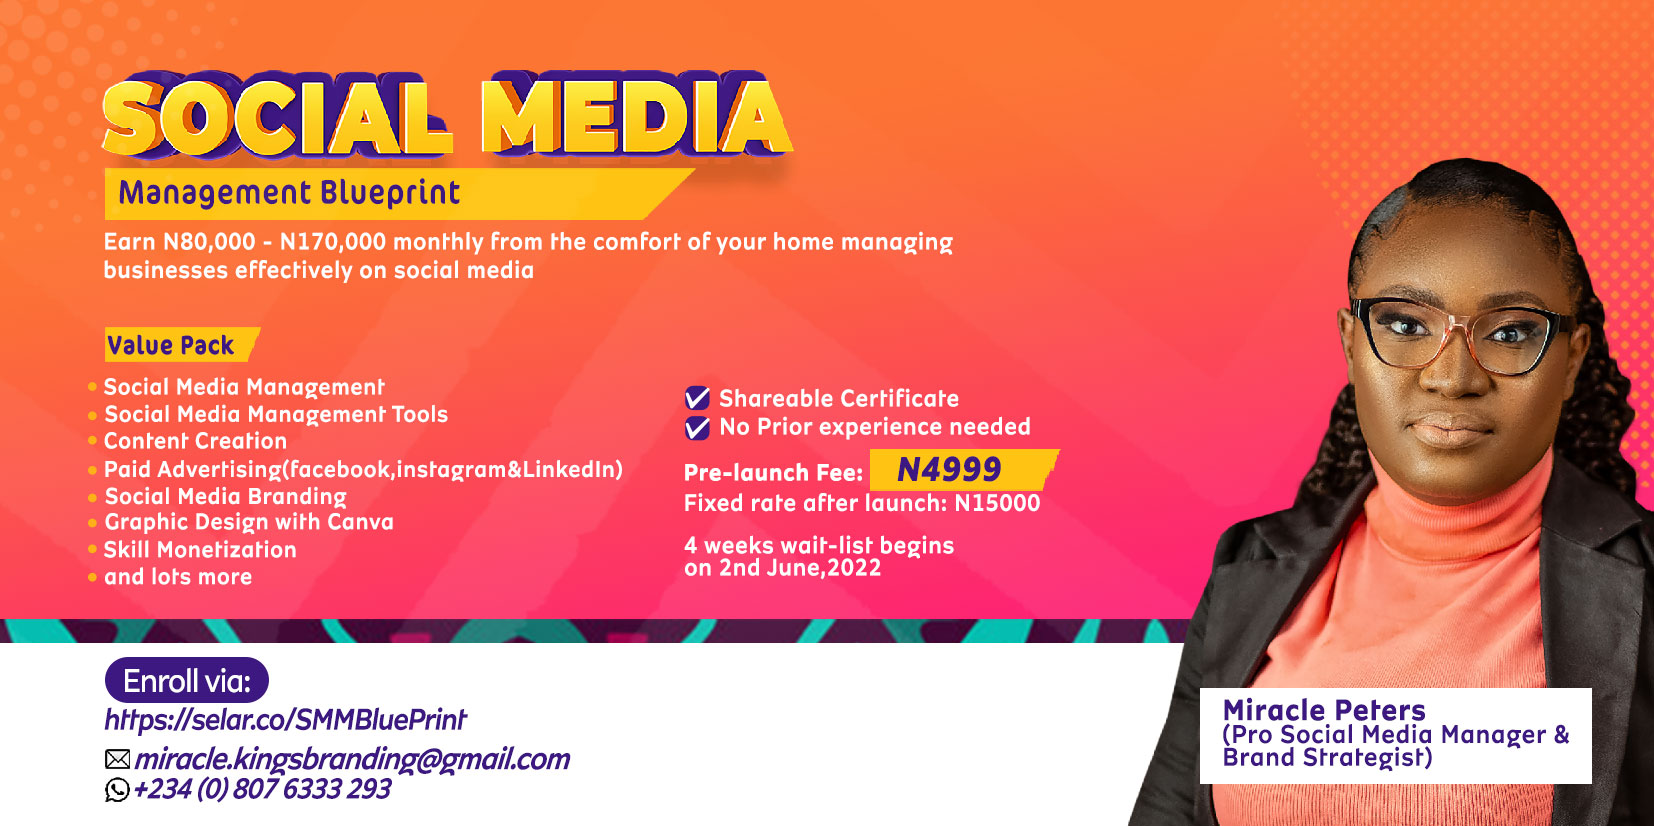 SOCIAL MEDIA
Management Blueprint
Earn N80,000 - N170,000 monthly from the comfort of your home managing
businesses effectively on social media
Value Pack
Social Media Management
Social Media Management Tools
Content Creation
Paid Advertising(facebook,instagram&LinkedIn)
Social Media Branding
Graphic Design with Canva
Skill Monetization
and lots more
Shareable Certificate
No Prior experience needed
Pre-launch Fee: N4999
Fixed rate after launch: N15000
4 weeks wait-list begins
on 2nd June,2022
Enroll via:
https://selar.co/SMMBluePrint
miracle.kingsbranding@gmail.com
+234 (0) 807 6333 293
Miracle Peters
(Pro Social Media Manager &
Brand Strategist)